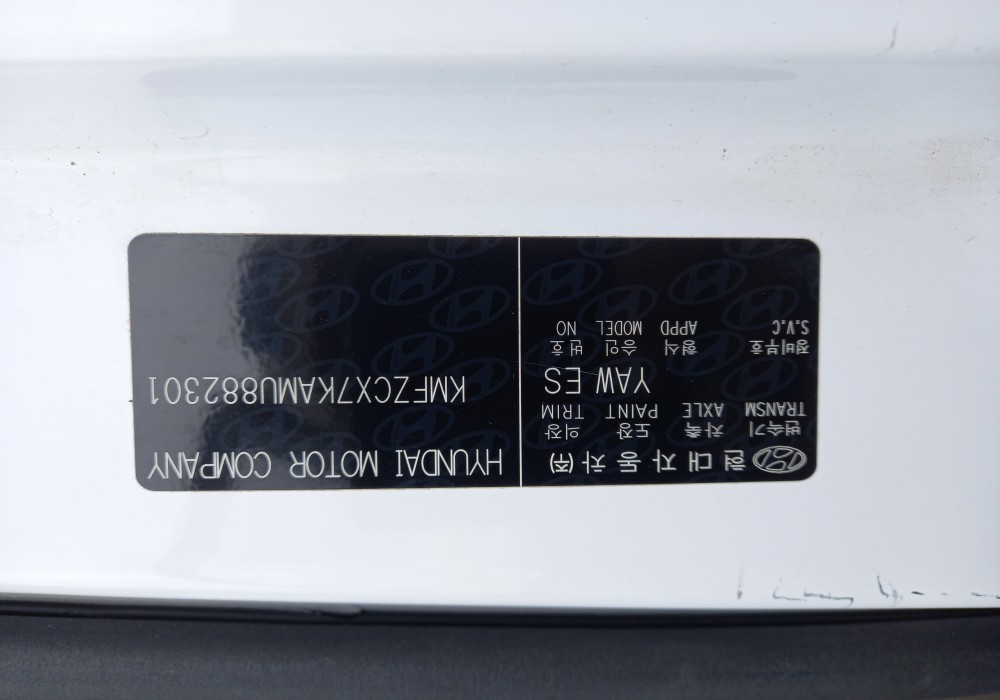 현대자동차(주) HYUNDAI MOTOR COMPANY
변속기 차축 도장 의장
TRANSM AXLE PAINT TRIM
YAW ES KMFZCX7KAMU882301
정비부호 형식 승인 번호
S.V.C APPD MODEL NO